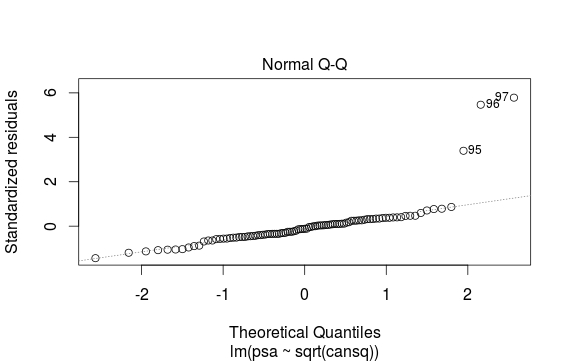 Normal Q-Q
Standardized residuals
6
4
2
0
97
96
95
-2 -1 0 1 2
Theoretical Quantiles
lm(psa ~ sqrt(cansq))